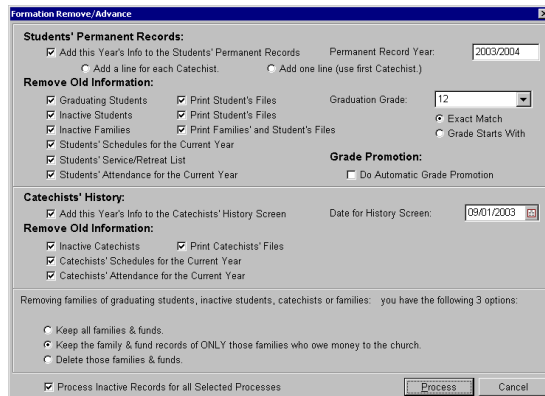 Formation Remove/Advance
Students' Permanent Records:
Add this Year's Info to the Students' Permanent Records Permanent Record Year: 2003/2004
Add a line for each Catechist. Add one line (use first Catechist.)
Remove Old Information:
Graduating Students Print Student's Files Graduation Grade: 12
Inactive Students Print Student's Files Exact Match
Inactive Families Print Families' and Student's Files Grade Starts With
Students' Schedules for the Current Year
Students' Service/Retreat List Grade Promotion:
Students' Attendance for the Current Year Do Automatic Grade Promotion
Catechists' History:
Add this Year's Info to the Catechists' History Screen Date for History Screen: 09/01/2003
Remove Old Information:
Inactive Catechists Print Catechists' Files
Catechists' Schedules for the Current Year
Catechists' Attendance for the Current Year
Removing families of graduating students, inactive students, catechists or families: you have the following 3 options:
Keep all families & funds.
Keep the family & fund records of ONLY those families who owe money to the church.
Delete those families & funds.
Process Inactive Records for all Selected Processes Process Cancel